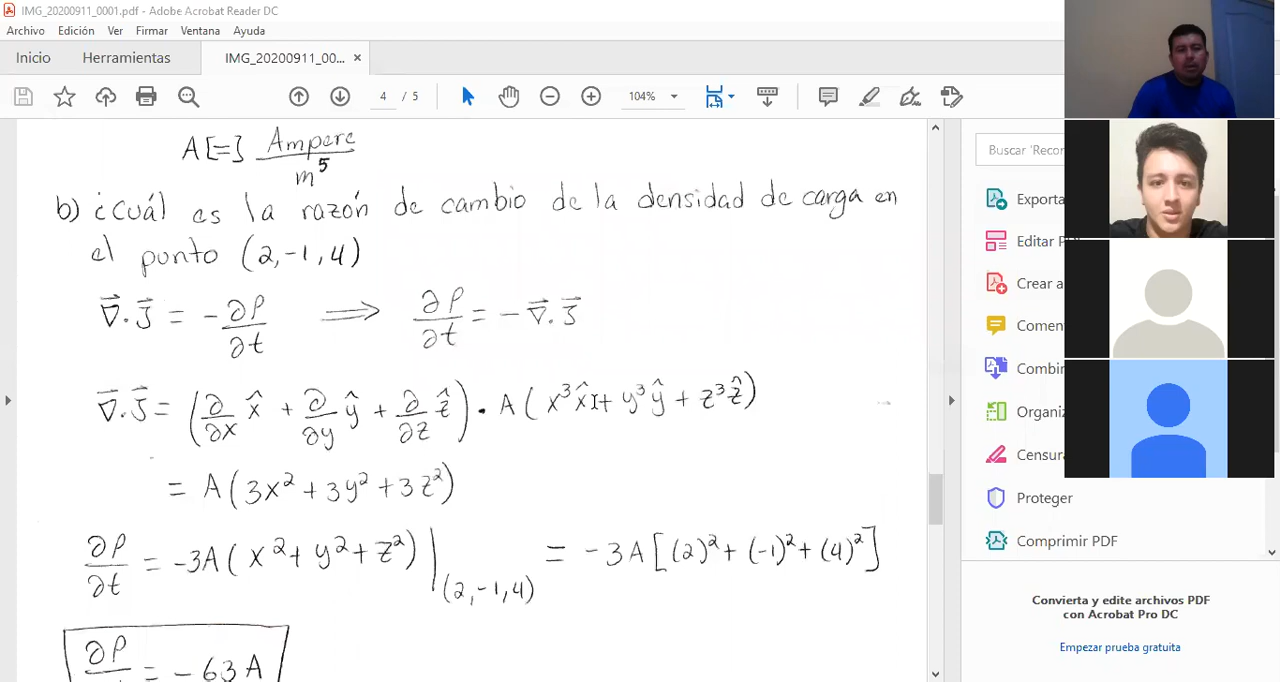 IMG_20200911_0001.pdf - Adobe Acrobat Reader DC
Archivo Edición Ver Firmar Ventana Ayuda
Inicio Herramientas IMG_20200911_00... ×
4 / 5 104%
A [=] Ampere / m⁵
b) ¿Cuál es la razón de cambio de la densidad de carga en
el punto (2,-1,4)
∇⃗·J⃗ = -∂ρ/∂t ⟹ ∂ρ/∂t = -∇⃗·J⃗
∇⃗·J⃗ = (∂/∂x x̂ + ∂/∂y ŷ + ∂/∂z ẑ) · A(x³x̂ + y³ŷ + z³ẑ)
= A(3x² + 3y² + 3z²)
∂ρ/∂t = -3A(x² + y² + z²)|(2,-1,4) = -3A[(2)² + (-1)² + (4)²]
∂ρ/∂t = -63A
Buscar 'Recor
Exporta
Editar P
Crear a
Comen
Combin
Organiz
Censura
Proteger
Comprimir PDF
Convierta y edite archivos PDF
con Acrobat Pro DC
Empezar prueba gratuita